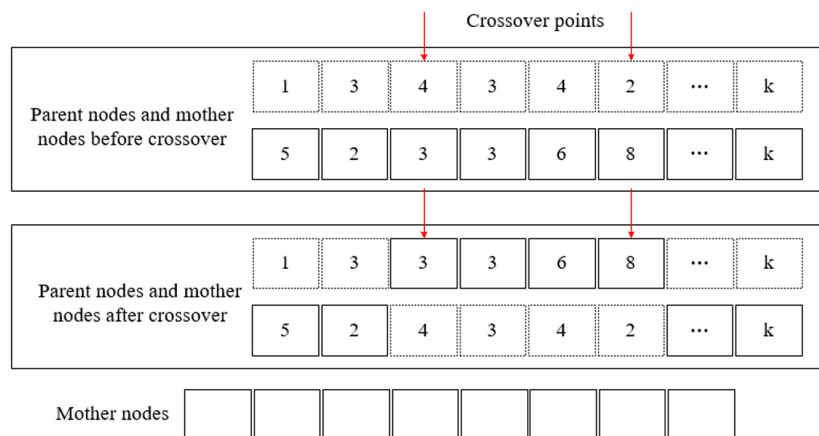 Crossover points
1 3 4 3 4 2 ... k
Parent nodes and mother
nodes before crossover
5 2 3 3 6 8 ... k
1 3 3 3 6 8 ... k
Parent nodes and mother
nodes after crossover
5 2 4 3 4 2 ... k
Mother nodes